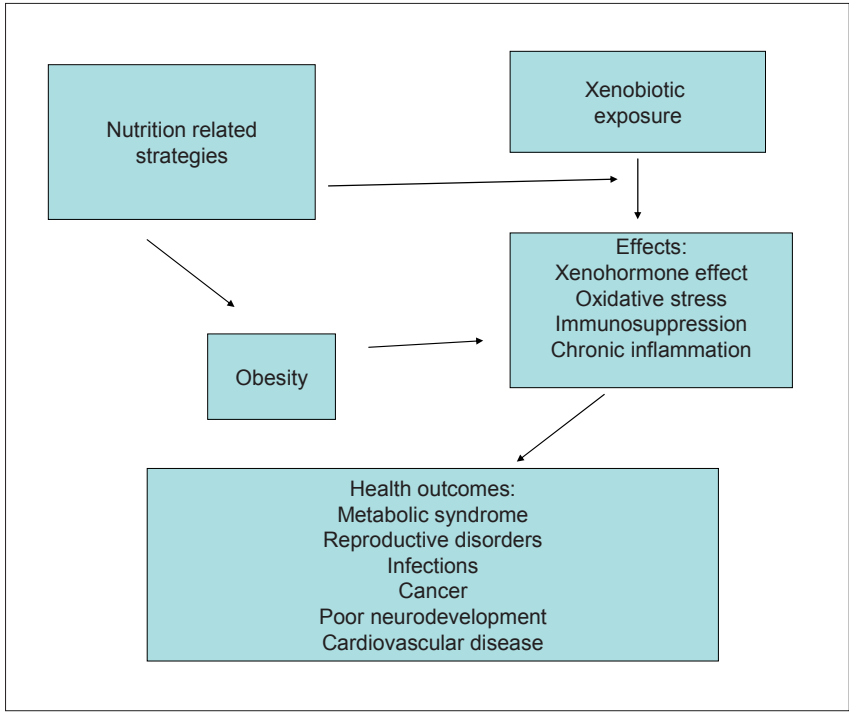 Nutrition related
strategies
Xenobiotic
exposure
Effects:
Xenohormone effect
Oxidative stress
Immunosuppression
Chronic inflammation
Obesity
Health outcomes:
Metabolic syndrome
Reproductive disorders
Infections
Cancer
Poor neurodevelopment
Cardiovascular disease